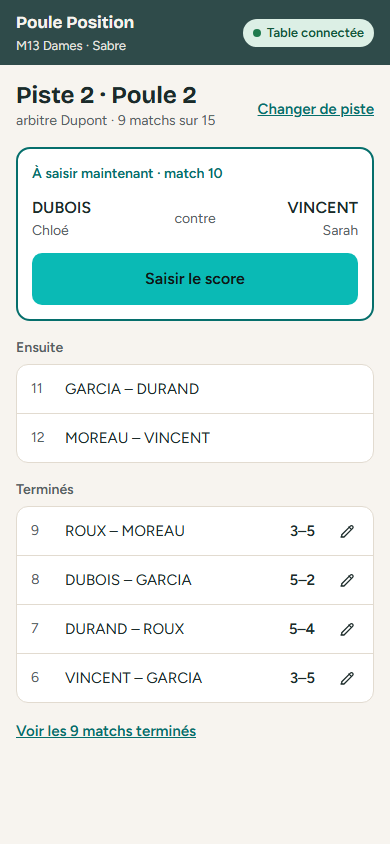 Poule Position
M13 Dames · Sabre
Table connectée
Piste 2 · Poule 2
arbitre Dupont · 9 matchs sur 15
Changer de piste
À saisir maintenant · match 10
DUBOIS
Chloé
contre
VINCENT
Sarah
Saisir le score
Ensuite
11 GARCIA – DURAND
12 MOREAU – VINCENT
Terminés
9 ROUX – MOREAU 3–5
8 DUBOIS – GARCIA 5–2
7 DURAND – ROUX 5–4
6 VINCENT – GARCIA 3–5
Voir les 9 matchs terminés